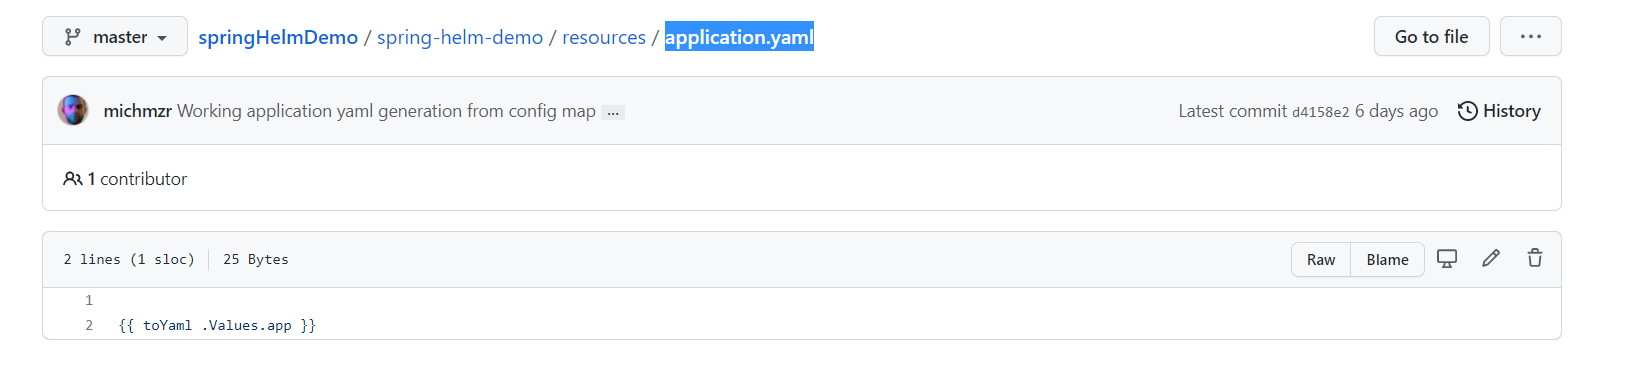 master springHelmDemo / spring-helm-demo / resources / application.yaml Go to file ...
michmzr Working application yaml generation from config map ... Latest commit d4158e2 6 days ago History
1 contributor
2 lines (1 sloc) 25 Bytes Raw Blame
1
2 {{ toYaml .Values.app }}